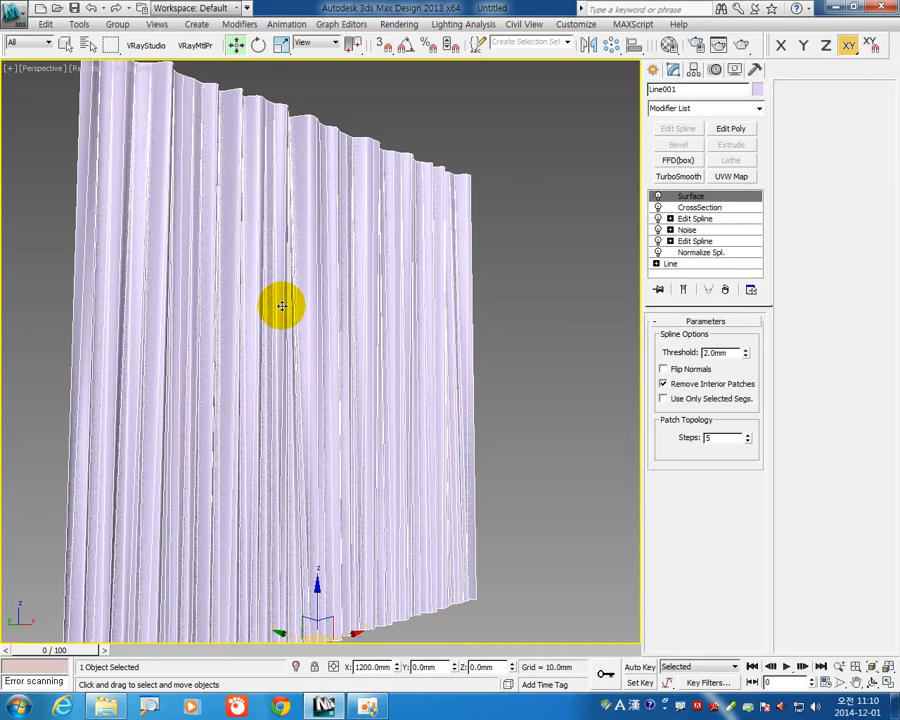 Workspace: Default
Autodesk 3ds Max Design 2013 x64
Untitled
Type a keyword or phrase
Edit Tools Group Views Create Modifiers Animation Graph Editors Rendering Lighting Analysis Civil View Customize MAXScript Help
All VRayStudio VRayMtlPr View 3 Create Selection Set X Y Z XY XY
[+] [Perspective]
Line001
Modifier List
Edit Spline Edit Poly
Bevel Extrude
FFD(box) Lathe
TurboSmooth UVW Map
Surface
CrossSection
Edit Spline
Noise
Edit Spline
Normalize Spl.
Line
Parameters
Spline Options
Threshold: 2.0mm
Flip Normals
Remove Interior Patches
Use Only Selected Segs.
Patch Topology
Steps: 5
z
z
y x
0 / 100
1 Object Selected X: 1200.0mm Y: 0.0mm Z: 0.0mm Grid = 10.0mm Auto Key Selected
Error scanning Click and drag to select and move objects Add Time Tag Set Key Key Filters... 0
A 漢
오전 11:10
2014-12-01